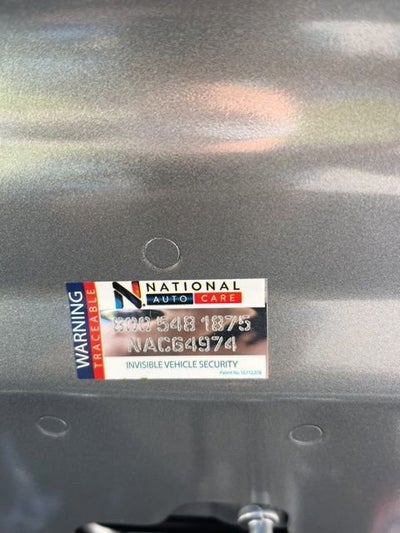 WARNING
TRACEABLE
N. NATIONAL
AUTO CARE
800 548 1875
NAC64974
INVISIBLE VEHICLE SECURITY